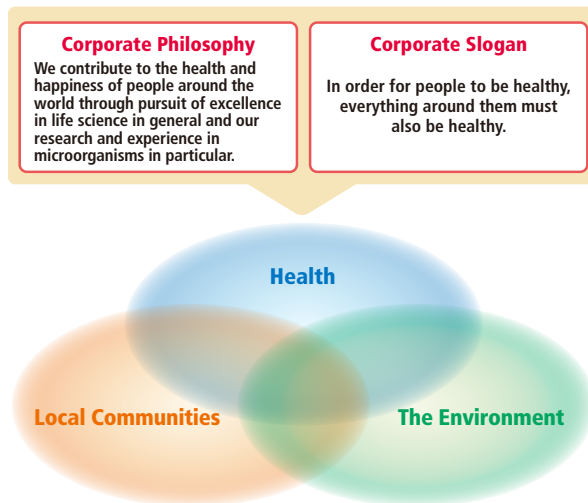 Corporate Philosophy
We contribute to the health and
happiness of people around the
world through pursuit of excellence
in life science in general and our
research and experience in
microorganisms in particular.
Corporate Slogan
In order for people to be healthy,
everything around them must
also be healthy.
Health
Local Communities
The Environment